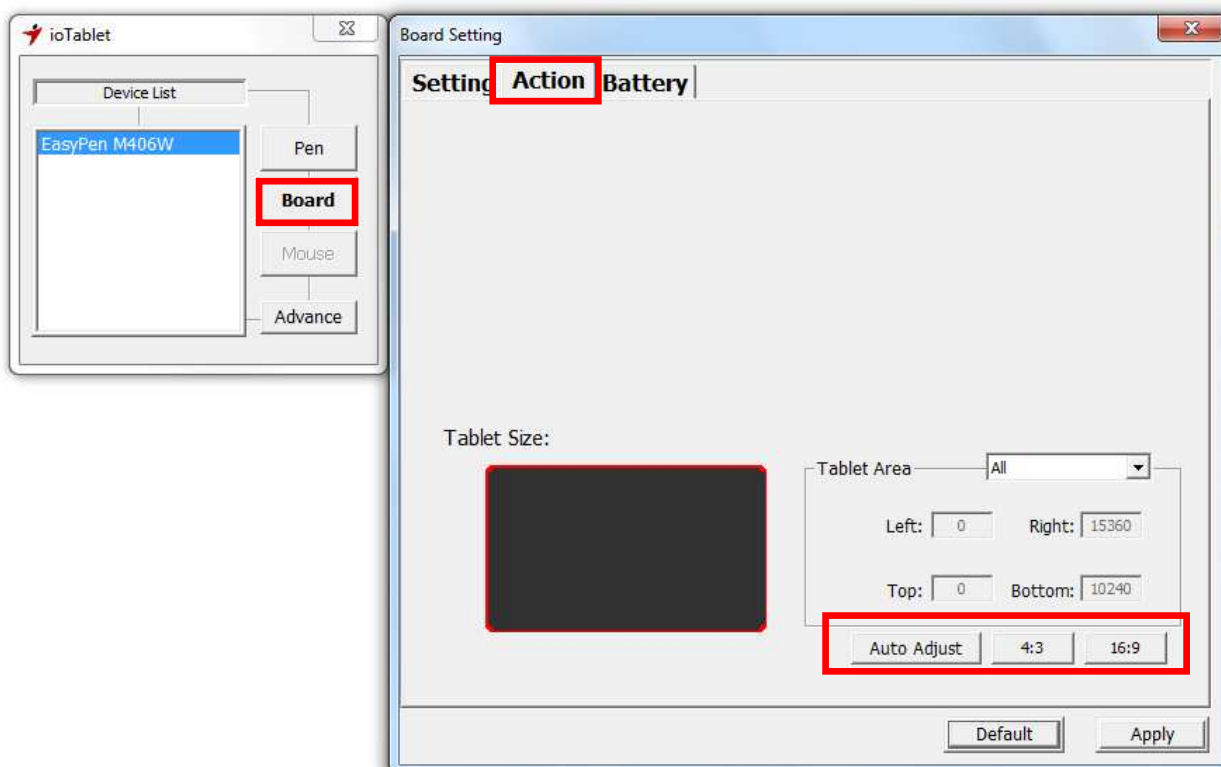 ioTablet
Device List
EasyPen M406W
Pen
Board
Mouse
Advance
Board Setting
Setting Action Battery
Tablet Size:
Tablet Area All
Left: 0 Right: 15360
Top: 0 Bottom: 10240
Auto Adjust 4:3 16:9
Default Apply